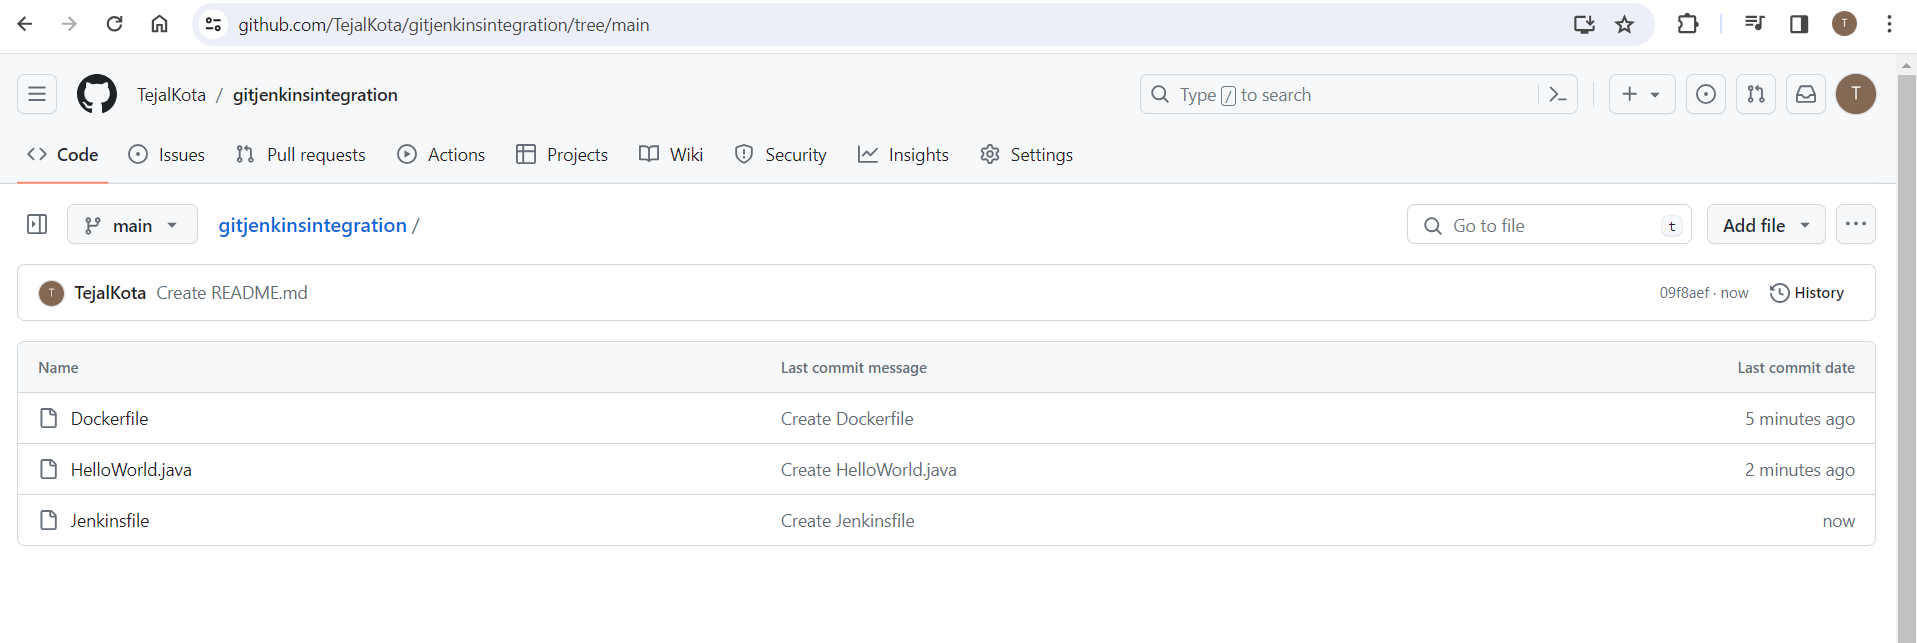 github.com/TejalKota/gitjenkinsintegration/tree/main
T
TejalKota / gitjenkinsintegration
Type / to search
T
Code Issues Pull requests Actions Projects Wiki Security Insights Settings
main gitjenkinsintegration / Go to file t Add file
T TejalKota Create README.md 09f8aef · now History
Name Last commit message Last commit date
Dockerfile Create Dockerfile 5 minutes ago
HelloWorld.java Create HelloWorld.java 2 minutes ago
Jenkinsfile Create Jenkinsfile now